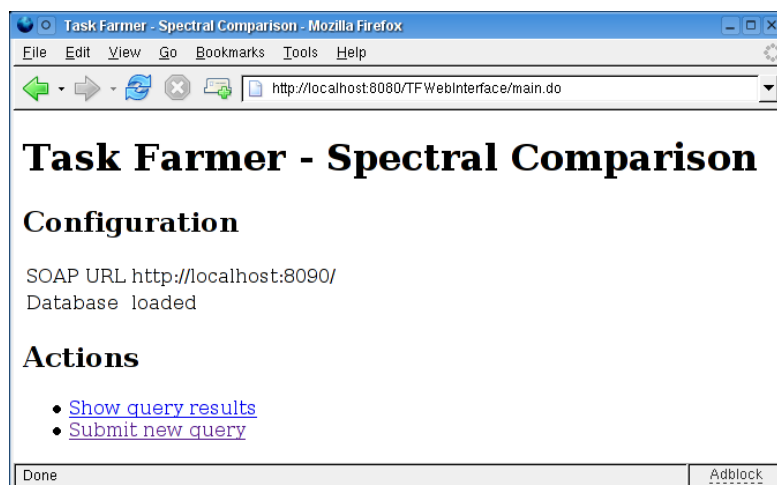 Task Farmer - Spectral Comparison - Mozilla Firefox
File Edit View Go Bookmarks Tools Help
http://localhost:8080/TFWebInterface/main.do
Task Farmer - Spectral Comparison
Configuration
SOAP URL http://localhost:8090/
Database loaded
Actions
Show query results
Submit new query
Done Adblock